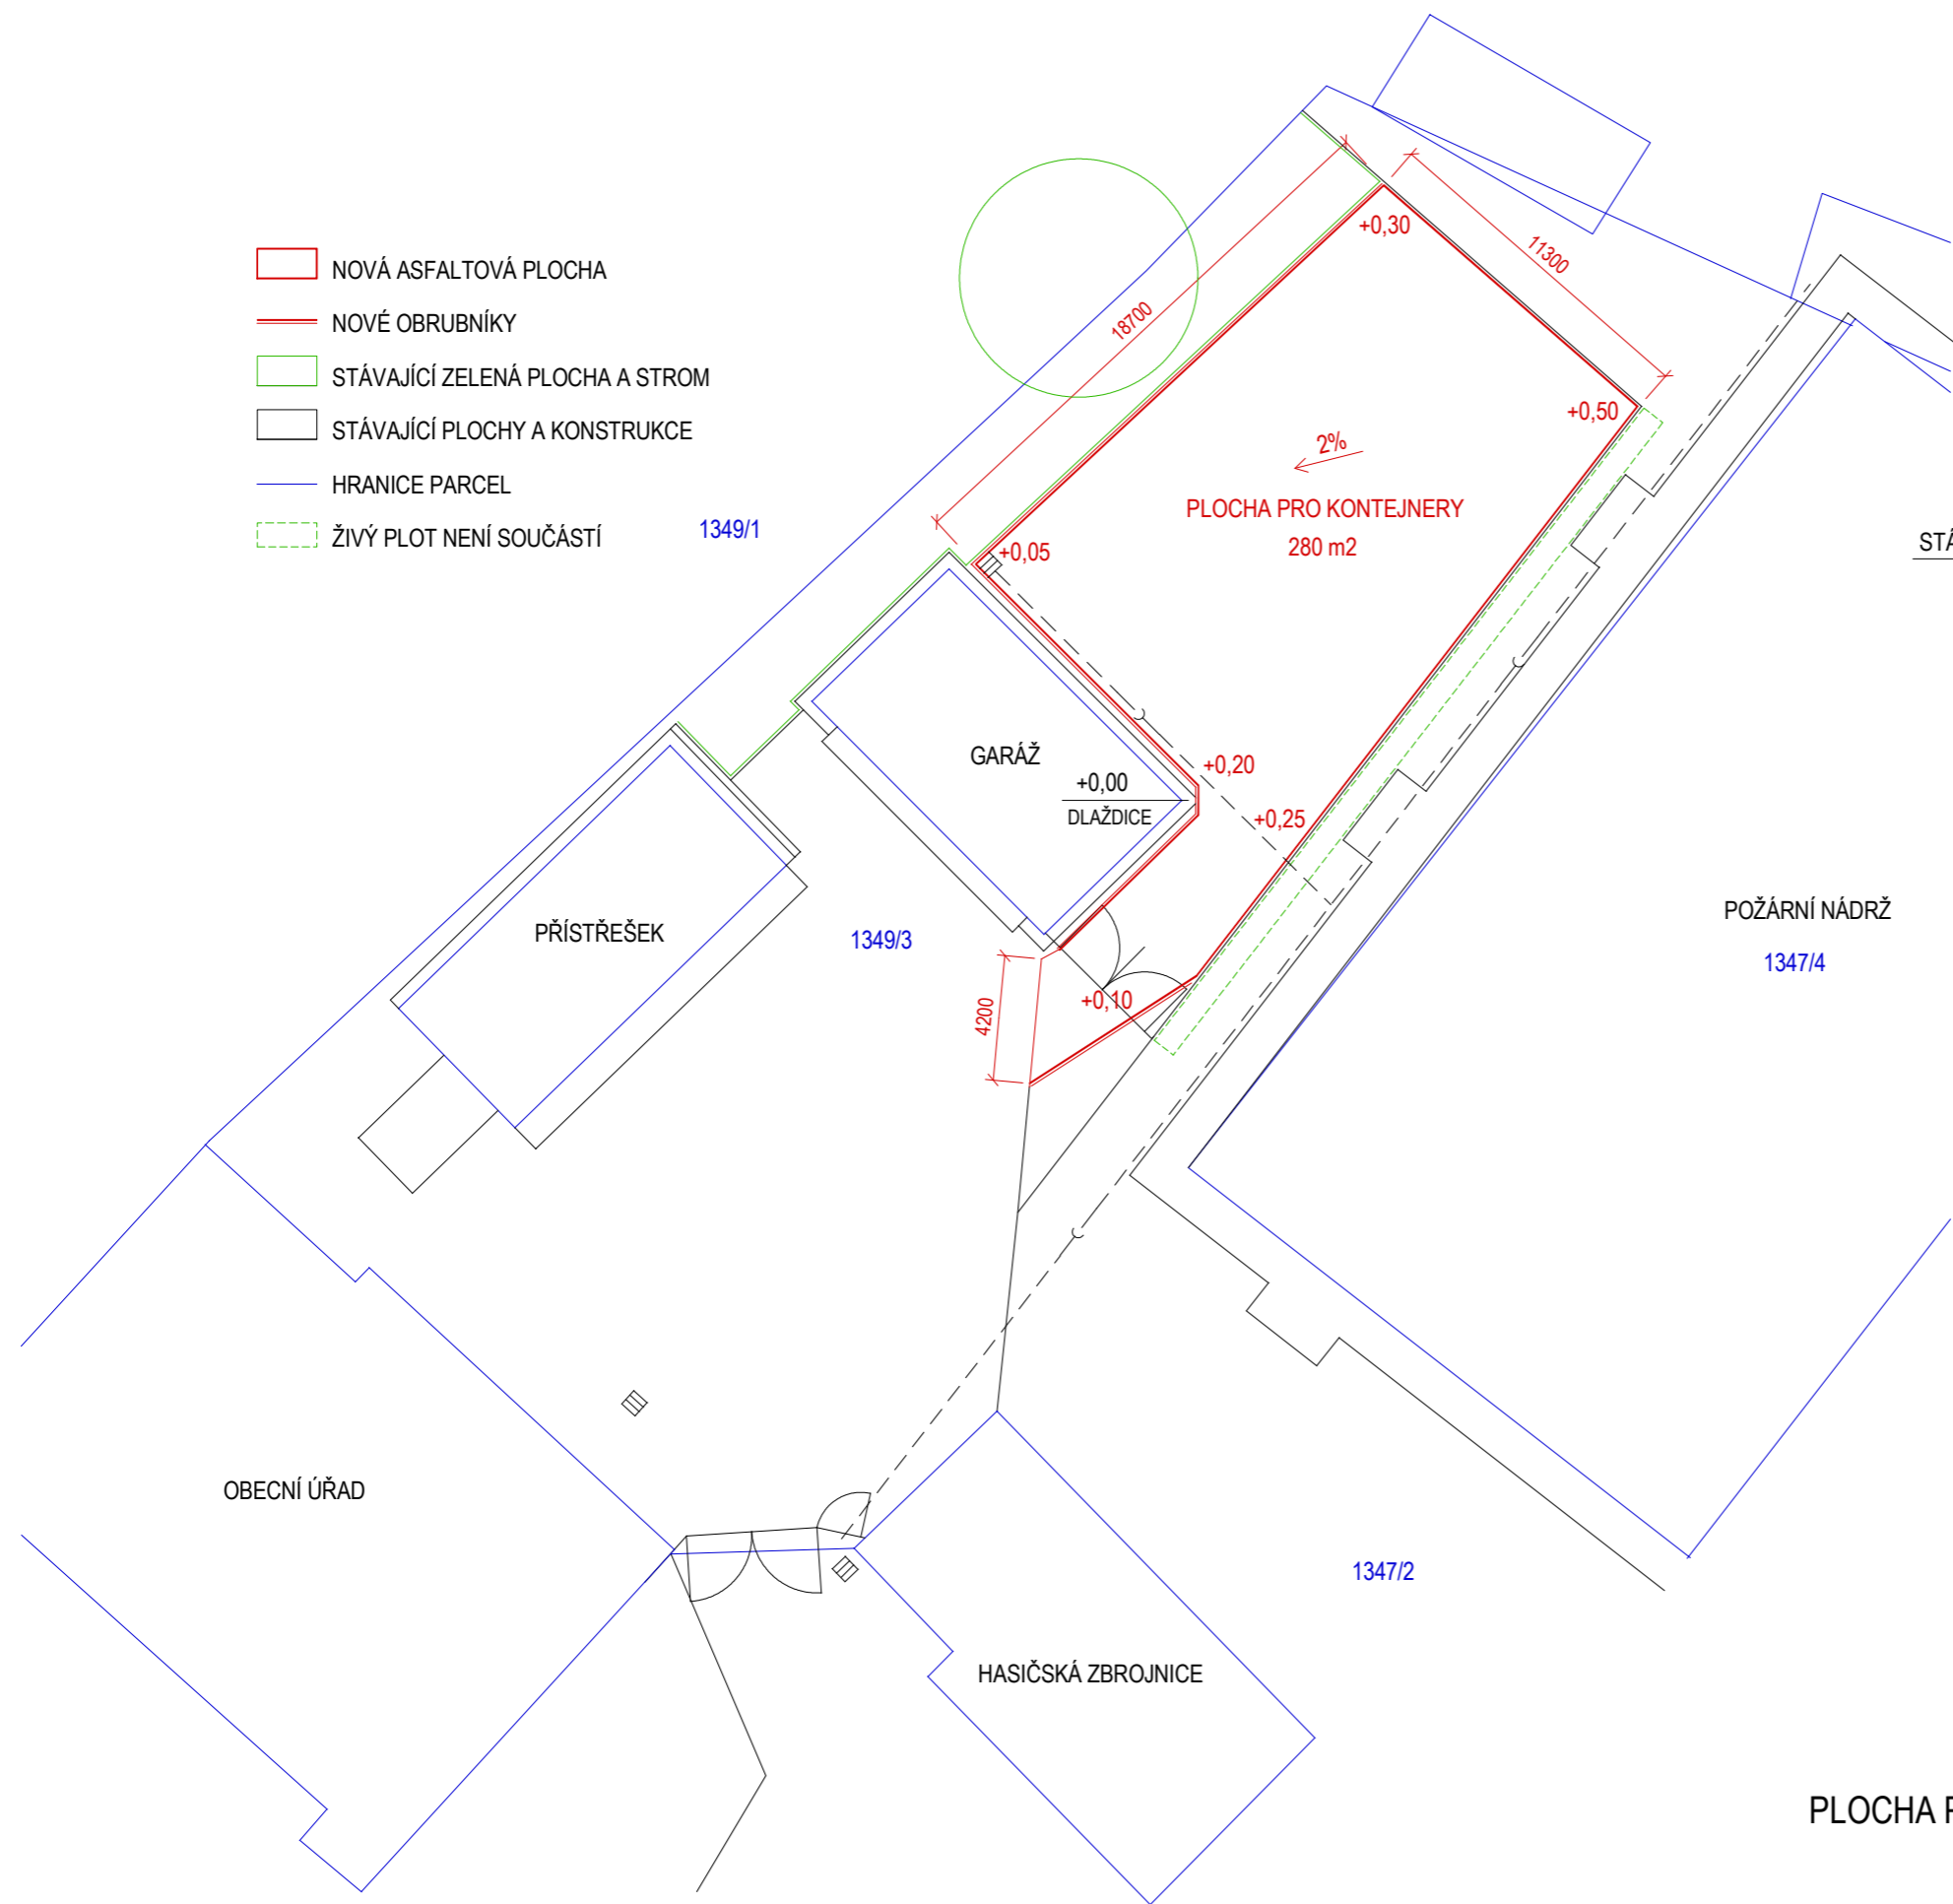 NOVÁ ASFALTOVÁ PLOCHA
NOVÉ OBRUBNÍKY
STÁVAJÍCÍ ZELENÁ PLOCHA A STROM
STÁVAJÍCÍ PLOCHY A KONSTRUKCE
HRANICE PARCEL
ŽIVÝ PLOT NENÍ SOUČÁSTÍ
1349/1
18700
11300
+0,30
+0,50
2%
PLOCHA PRO KONTEJNERY
280 m2
+0,05
STÁ
GARÁŽ
+0,00
DLAŽDICE
+0,20
+0,25
PŘÍSTŘEŠEK
1349/3
POŽÁRNÍ NÁDRŽ
1347/4
+0,10
4200
OBECNÍ ÚŘAD
1347/2
HASIČSKÁ ZBROJNICE
PLOCHA P